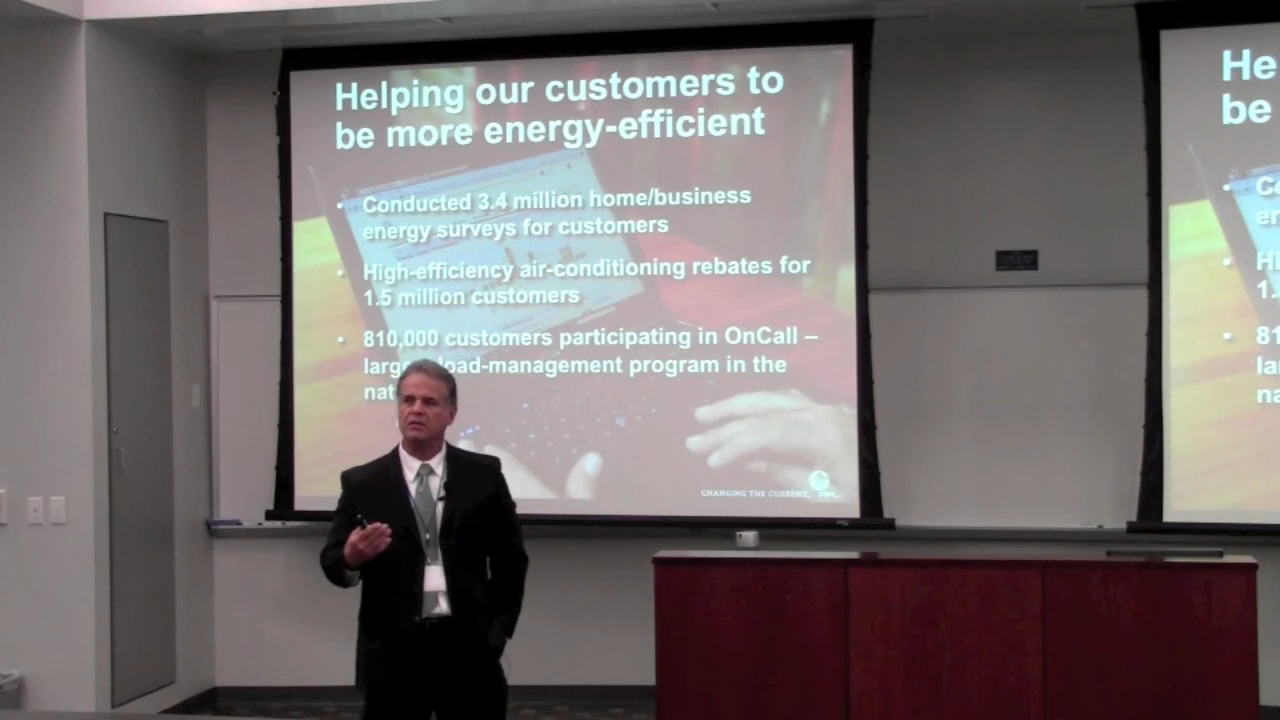 Helping our customers to
be more energy-efficient
• Conducted 3.4 million home/business
energy surveys for customers
• High-efficiency air-conditioning rebates for
1.5 million customers
• 810,000 customers participating in OnCall –
load-management program in the
CHANGING THE CURRENT.
FPL
He
be